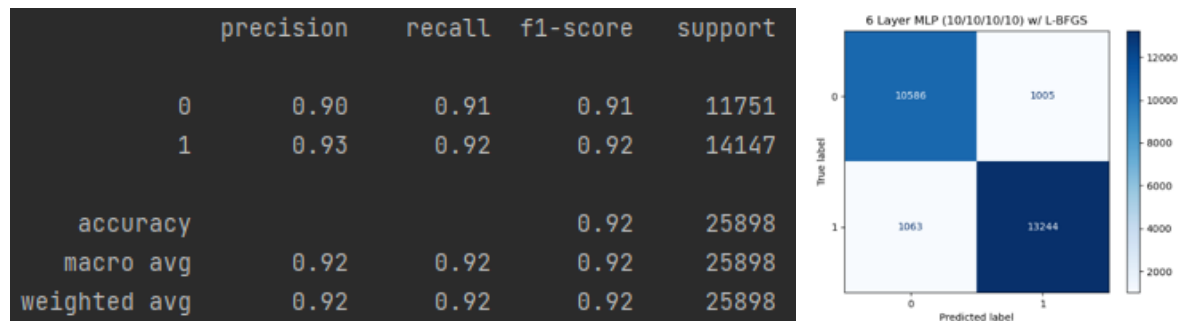 precision recall f1-score support
0 0.90 0.91 0.91 11751
1 0.93 0.92 0.92 14147
accuracy 0.92 25898
macro avg 0.92 0.92 0.92 25898
weighted avg 0.92 0.92 0.92 25898
6 Layer MLP (10/10/10/10) w/ L-BFGS
True label
0
1
10586 1005
1063 13244
0 1
Predicted label
12000
10000
8000
6000
4000
2000